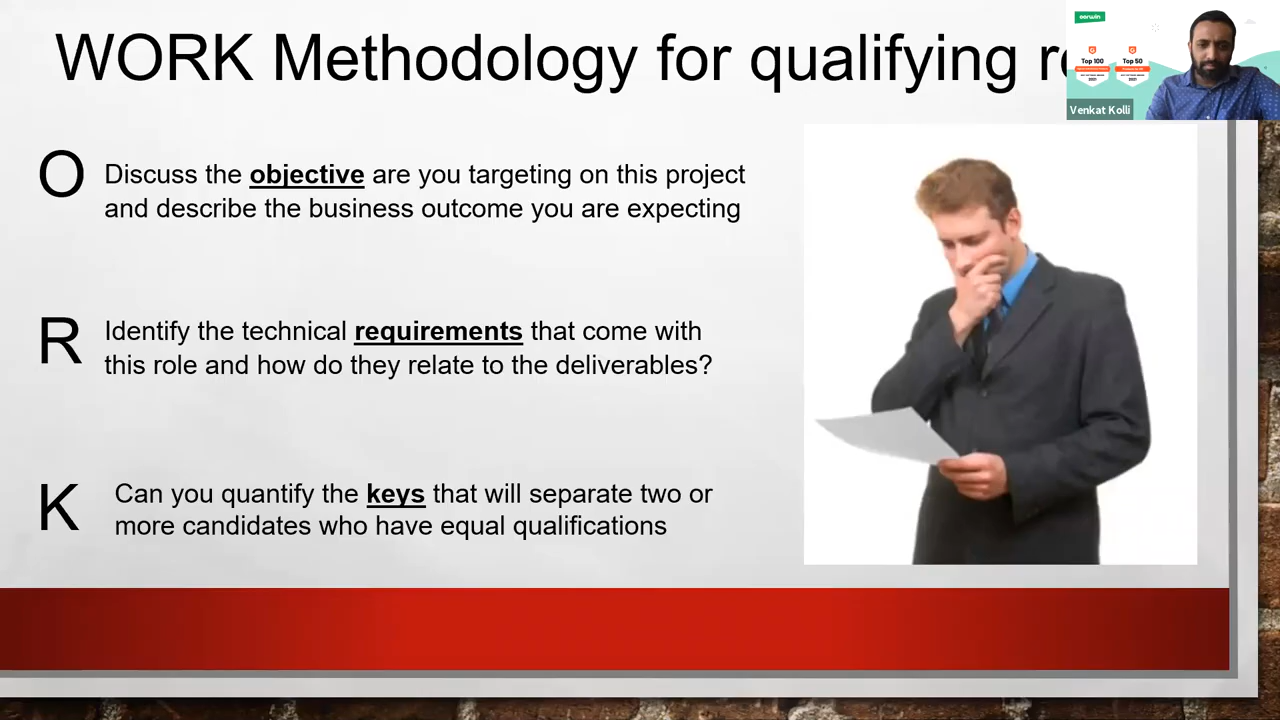 WORK Methodology for qualifying
oorwin
Top 100
Top 50
2021
2021
Venkat Kolli
O
Discuss the objective are you targeting on this project
and describe the business outcome you are expecting
R
Identify the technical requirements that come with
this role and how do they relate to the deliverables?
K
Can you quantify the keys that will separate two or
more candidates who have equal qualifications